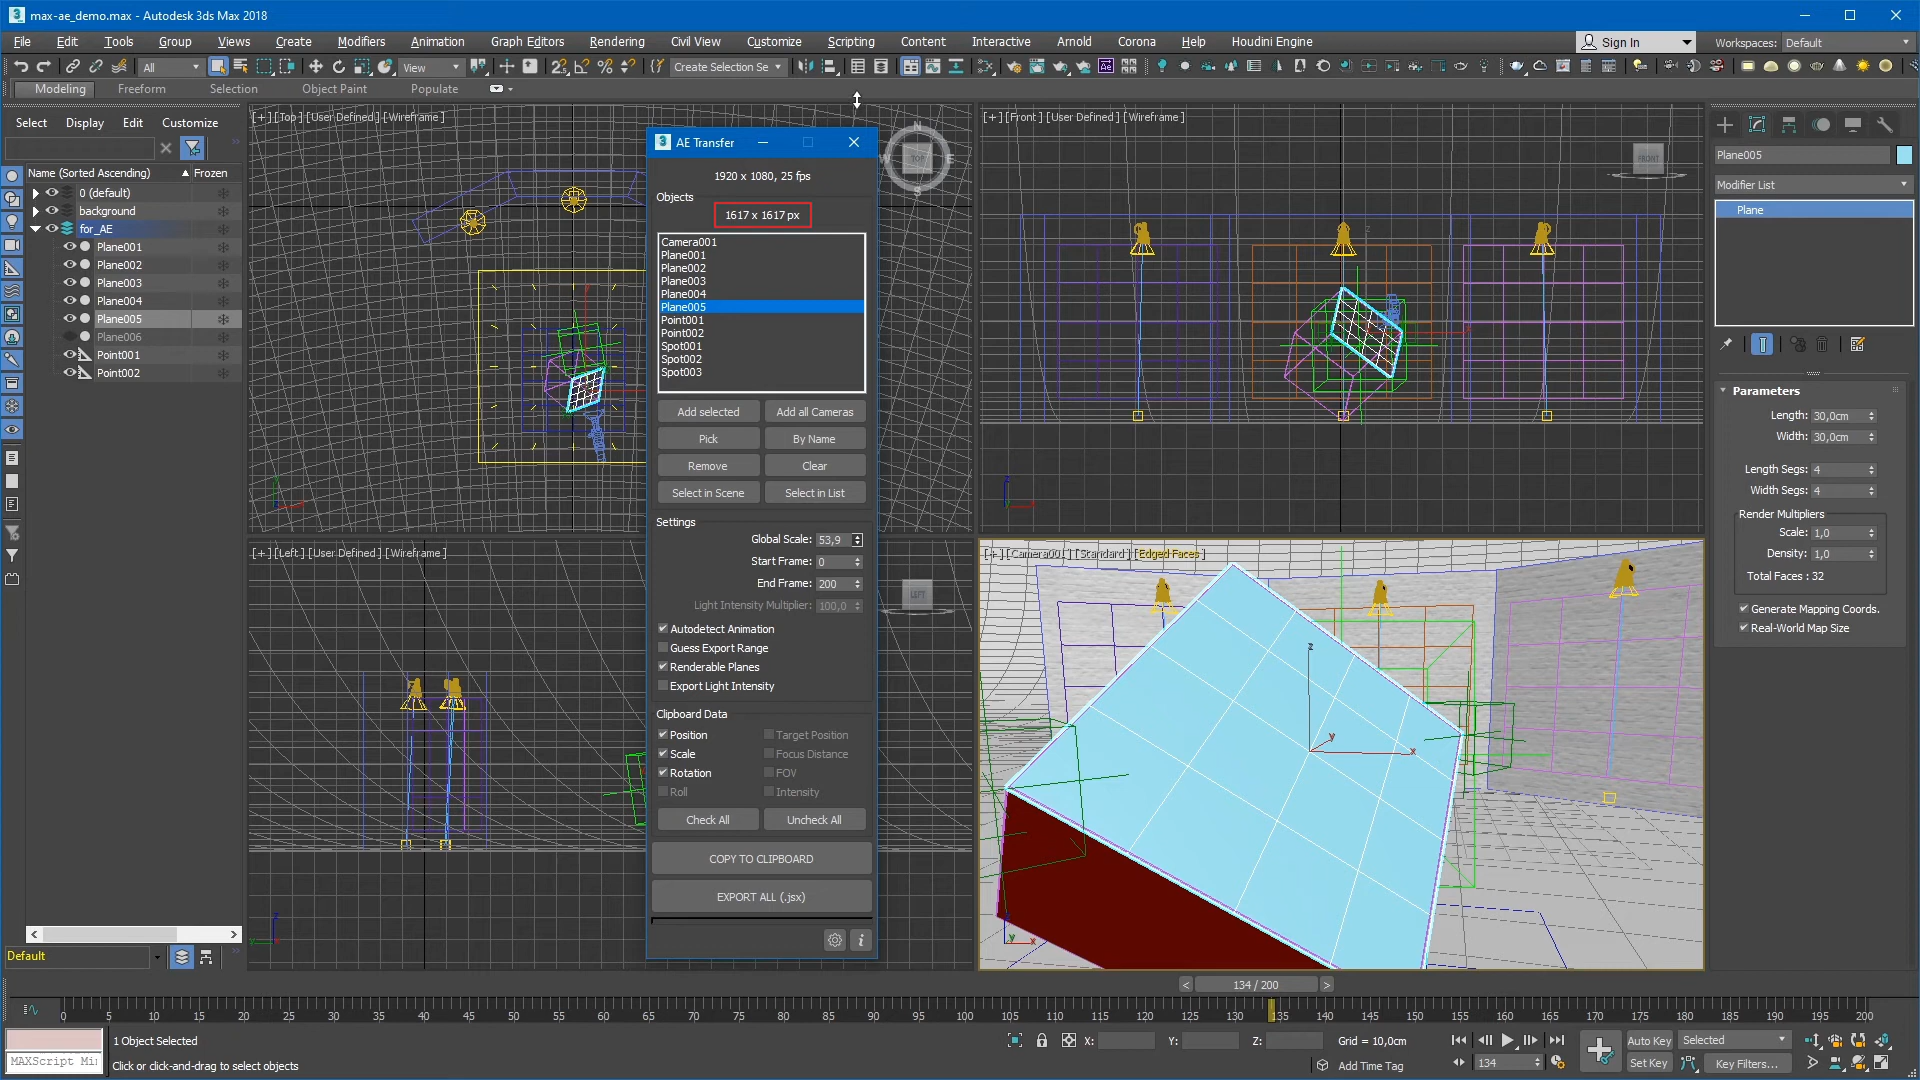 max-ae_demo.max - Autodesk 3ds Max 2018
File Edit Tools Group Views Create Modifiers Animation Graph Editors Rendering Civil View Customize Scripting Content Interactive Arnold Corona Help Houdini Engine Sign In Workspaces: Default
All View Create Selection Se
Modeling Freeform Selection Object Paint Populate
Select Display Edit Customize
Name (Sorted Ascending) Frozen
0 (default)
background
for_AE
Plane001
Plane002
Plane003
Plane004
Plane005
Plane006
Point001
Point002
Default
[+] [Top] [User Defined] [Wireframe]
N
W TOP E
S
[+] [Left] [User Defined] [Wireframe]
LEFT
AE Transfer
1920 x 1080, 25 fps
Objects
1617 x 1617 px
Camera001
Plane001
Plane002
Plane003
Plane004
Plane005
Point001
Point002
Spot001
Spot002
Spot003
Add selected Add all Cameras
Pick By Name
Remove Clear
Select in Scene Select in List
Settings
Global Scale: 53,9
Start Frame: 0
End Frame: 200
Light Intensity Multiplier: 100,0
Autodetect Animation
Guess Export Range
Renderable Planes
Export Light Intensity
Clipboard Data
Position Target Position
Scale Focus Distance
Rotation FOV
Roll Intensity
Check All Uncheck All
COPY TO CLIPBOARD
EXPORT ALL (.jsx)
[+] [Front] [User Defined] [Wireframe]
FRONT
[+] [Camera001] [Standard] [Edged Faces]
z
y
x
Plane005
Modifier List
Plane
Parameters
Length: 30,0cm
Width: 30,0cm
Length Segs: 4
Width Segs: 4
Render Multipliers
Scale: 1,0
Density: 1,0
Total Faces : 32
Generate Mapping Coords.
Real-World Map Size
< 134 / 200 >
0 5 10 15 20 25 30 35 40 45 50 55 60 65 70 75 80 85 90 95 100 105 110 115 120 125 130 135 140 145 150 155 160 165 170 175 180 185 190 195 200
1 Object Selected X: Y: Z: Grid = 10,0cm Auto Key Selected
MAXScript Mi Click or click-and-drag to select objects Add Time Tag 134 Set Key Key Filters...